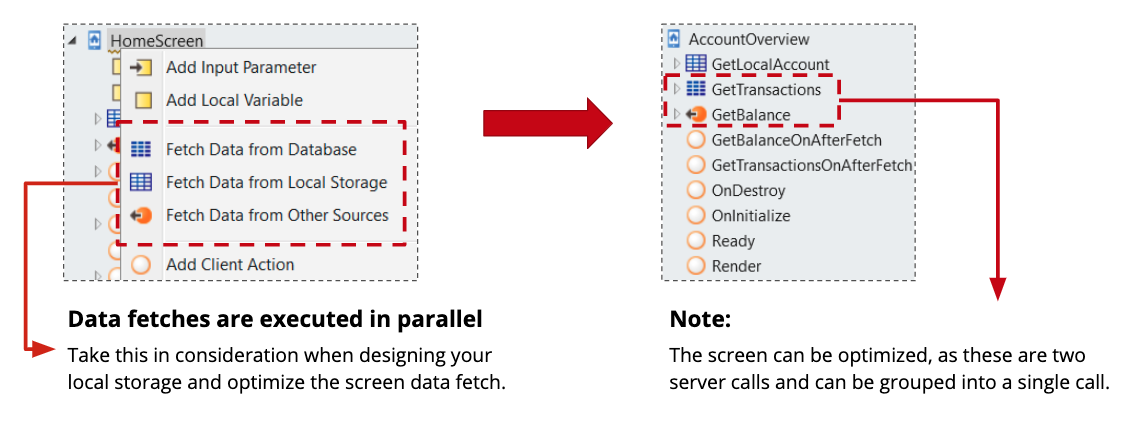 HomeScreen
Add Input Parameter
Add Local Variable
Fetch Data from Database
Fetch Data from Local Storage
Fetch Data from Other Sources
Add Client Action
Data fetches are executed in parallel
Take this in consideration when designing your
local storage and optimize the screen data fetch.
AccountOverview
GetLocalAccount
GetTransactions
GetBalance
GetBalanceOnAfterFetch
GetTransactionsOnAfterFetch
OnDestroy
OnInitialize
Ready
Render
Note:
The screen can be optimized, as these are two
server calls and can be grouped into a single call.